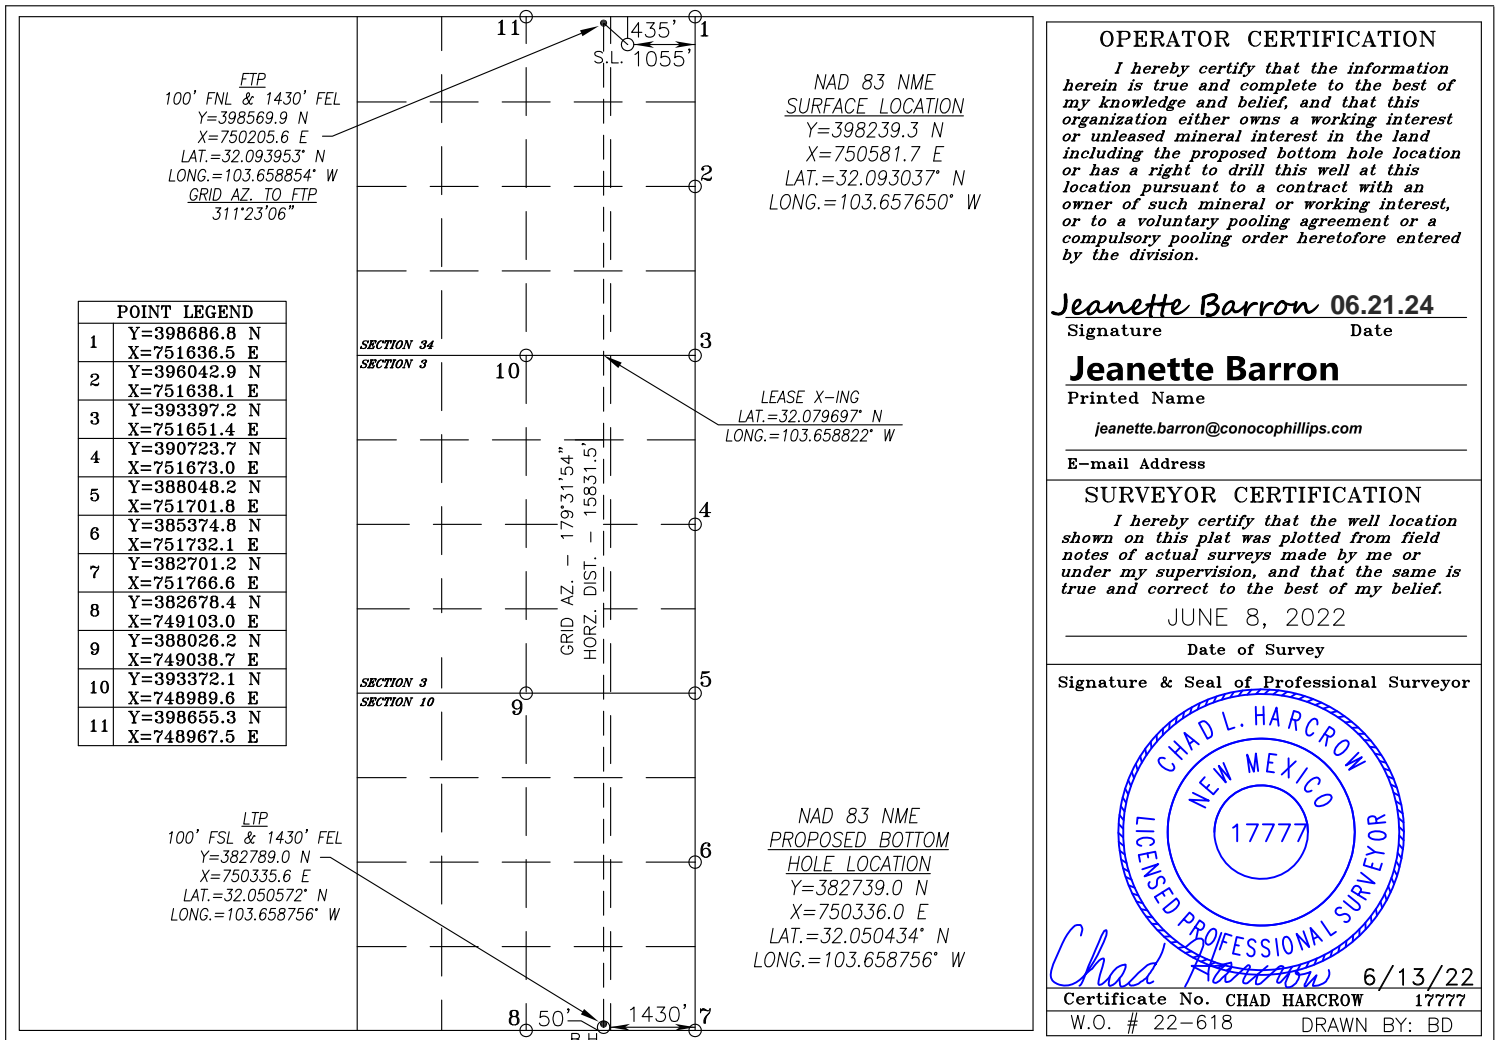 11
435'
1
S.L.
1055'
FTP
100' FNL & 1430' FEL
Y=398569.9 N
X=750205.6 E
LAT.=32.093953° N
LONG.=103.658854° W
GRID AZ. TO FTP
311°23'06"
NAD 83 NME
SURFACE LOCATION
Y=398239.3 N
X=750581.7 E
LAT.=32.093037° N
LONG.=103.657650° W
2
POINT LEGEND
1 Y=398686.8 N
X=751636.5 E
2 Y=396042.9 N
X=751638.1 E
3 Y=393397.2 N
X=751651.4 E
4 Y=390723.7 N
X=751673.0 E
5 Y=388048.2 N
X=751701.8 E
6 Y=385374.8 N
X=751732.1 E
7 Y=382701.2 N
X=751766.6 E
8 Y=382678.4 N
X=749103.0 E
9 Y=388026.2 N
X=749038.7 E
10 Y=393372.1 N
X=748989.6 E
11 Y=398655.3 N
X=748967.5 E
SECTION 34
SECTION 3
10
3
LEASE X-ING
LAT.=32.079697° N
LONG.=103.658822° W
GRID AZ. - 179°31'54"
HORZ. DIST. - 15831.5'
4
SECTION 3
SECTION 10
9
5
LTP
100' FSL & 1430' FEL
Y=382789.0 N
X=750335.6 E
LAT.=32.050572° N
LONG.=103.658756° W
NAD 83 NME
PROPOSED BOTTOM
HOLE LOCATION
Y=382739.0 N
X=750336.0 E
LAT.=32.050434° N
LONG.=103.658756° W
6
8
50'
1430'
7
B.H.
OPERATOR CERTIFICATION
I hereby certify that the information
herein is true and complete to the best of
my knowledge and belief, and that this
organization either owns a working interest
or unleased mineral interest in the land
including the proposed bottom hole location
or has a right to drill this well at this
location pursuant to a contract with an
owner of such mineral or working interest,
or to a voluntary pooling agreement or a
compulsory pooling order heretofore entered
by the division.
Jeanette Barron 06.21.24
Signature Date
Jeanette Barron
Printed Name
jeanette.barron@conocophillips.com
E-mail Address
SURVEYOR CERTIFICATION
I hereby certify that the well location
shown on this plat was plotted from field
notes of actual surveys made by me or
under my supervision, and that the same is
true and correct to the best of my belief.
JUNE 8, 2022
Date of Survey
Signature & Seal of Professional Surveyor
CHAD L. HARCROW
NEW MEXICO
17777
LICENSED PROFESSIONAL SURVEYOR
Chad Harcrow 6/13/22
Certificate No. CHAD HARCROW 17777
W.O. # 22-618 DRAWN BY: BD